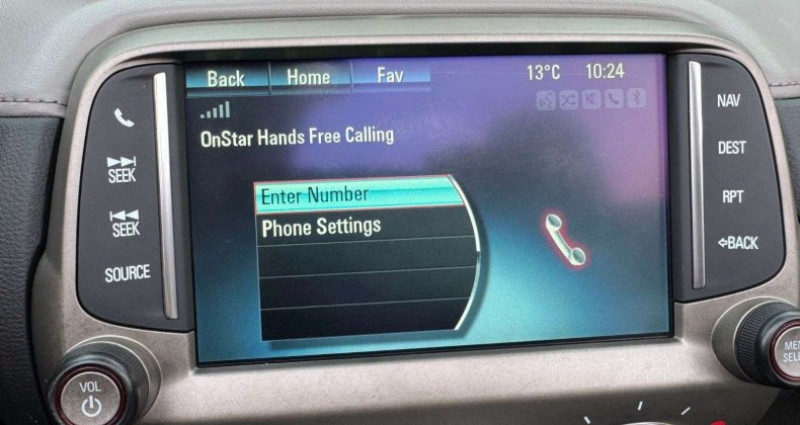 Back Home Fav 13°C 10:24
OnStar Hands Free Calling
Enter Number
Phone Settings
SEEK
SEEK
SOURCE
VOL
NAV
DEST
RPT
BACK